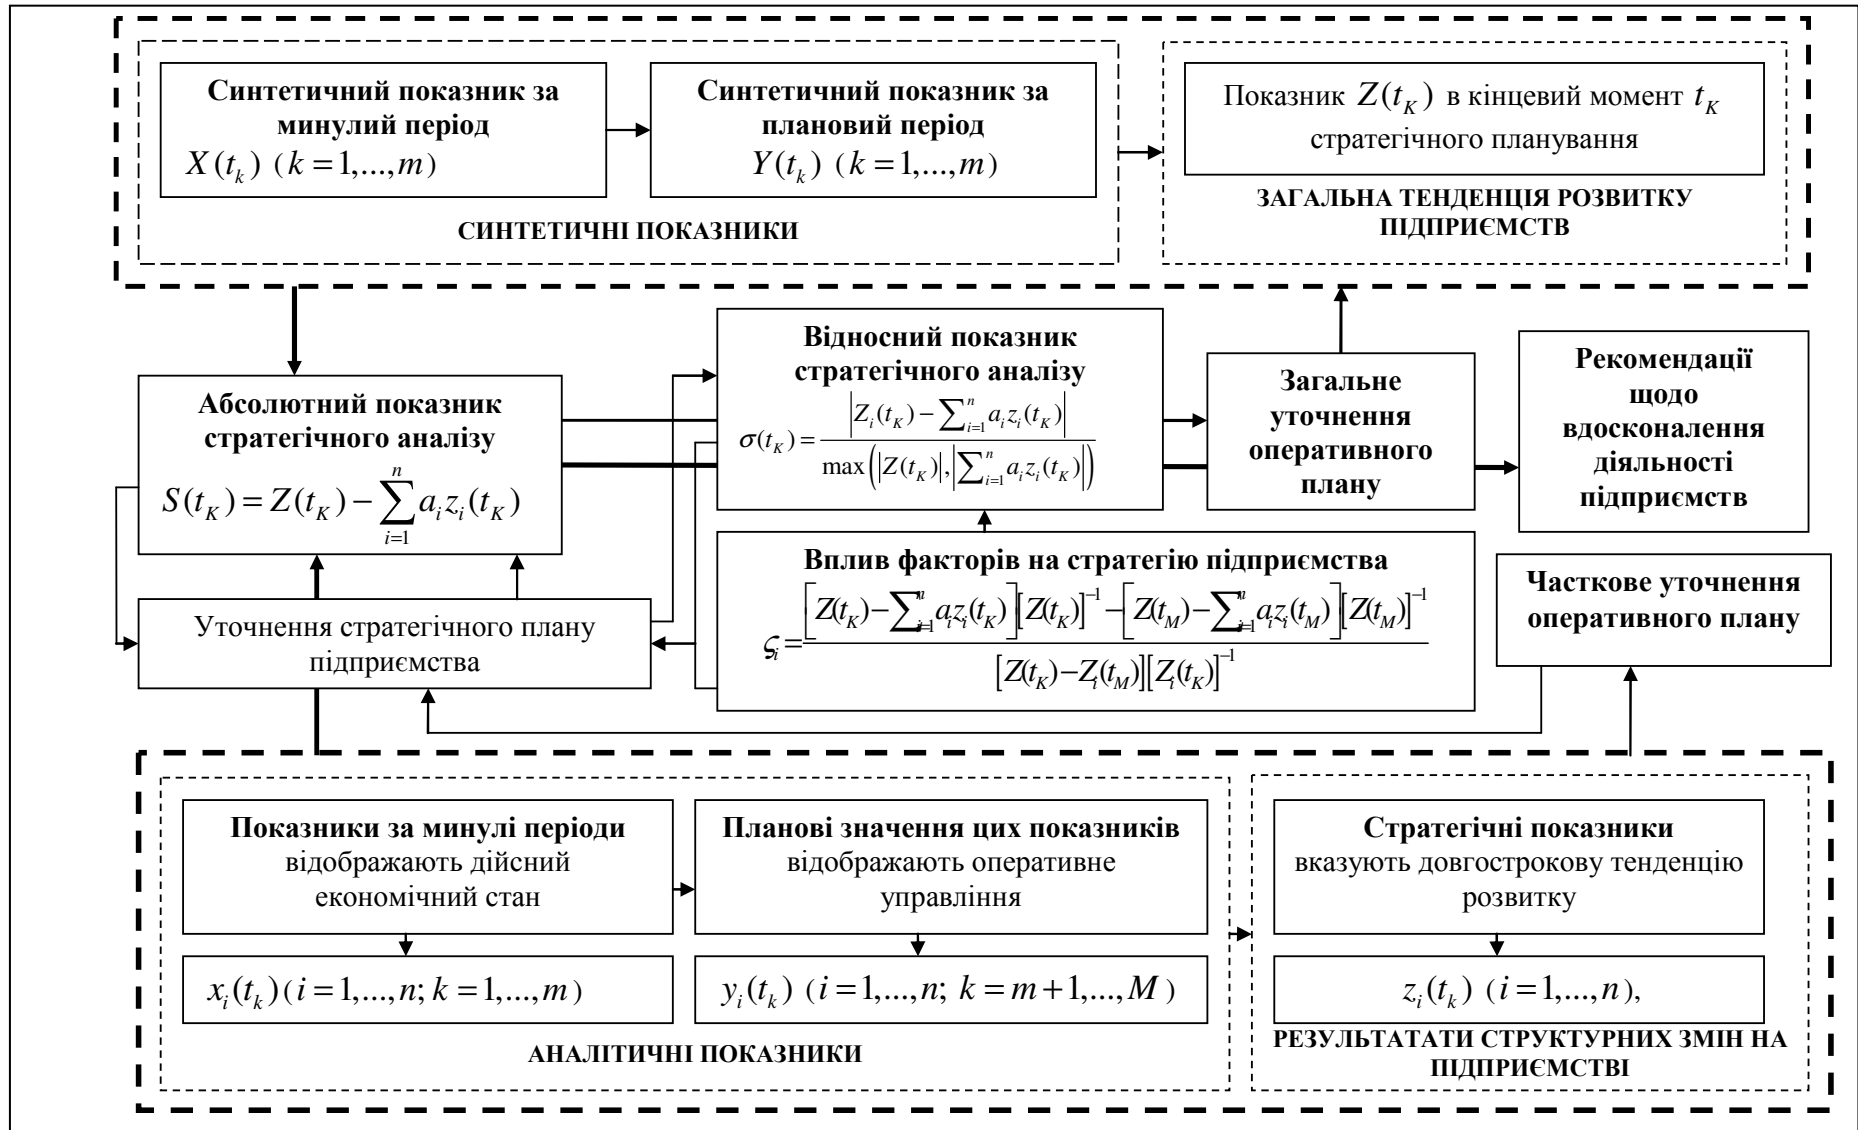 Синтетичний показник за
минулий період
X(t_k) (k = 1,...,m)
Синтетичний показник за
плановий період
Y(t_k) (k = 1,...,m)
СИНТЕТИЧНІ ПОКАЗНИКИ
Показник Z(t_K) в кінцевий момент t_K
стратегічного планування
ЗАГАЛЬНА ТЕНДЕНЦІЯ РОЗВИТКУ
ПІДПРИЄМСТВ
Абсолютний показник
стратегічного аналізу
S(t_K) = Z(t_K) − ∑_{i=1}^{n} a_i z_i(t_K)
Відносний показник
стратегічного аналізу
σ(t_K) = |Z_i(t_K) − ∑_{i=1}^{n} a_i z_i(t_K)| / max(|Z(t_K)|, |∑_{i=1}^{n} a_i z_i(t_K)|)
Загальне
уточнення
оперативного
плану
Рекомендації
щодо
вдосконалення
діяльності
підприємств
Уточнення стратегічного плану
підприємства
Вплив факторів на стратегію підприємства
ς_i = ([Z(t_K) − ∑_{i=1}^{n} a_i z_i(t_K)][Z(t_K)]^{−1} − [Z(t_M) − ∑_{i=1}^{n} a_i z_i(t_M)][Z(t_M)]^{−1}) / ([Z(t_K) − Z_i(t_M)][Z_i(t_K)]^{−1})
Часткове уточнення
оперативного плану
Показники за минулі періоди
відображають дійсний
економічний стан
Планові значення цих показників
відображають оперативне
управління
Стратегічні показники
вказують довгострокову тенденцію
розвитку
x_i(t_k)(i = 1,...,n; k = 1,...,m)
y_i(t_k) (i = 1,...,n; k = m + 1,...,M)
z_i(t_k) (i = 1,...,n),
АНАЛІТИЧНІ ПОКАЗНИКИ
РЕЗУЛЬТАТАТИ СТРУКТУРНИХ ЗМІН НА
ПІДПРИЄМСТВІ